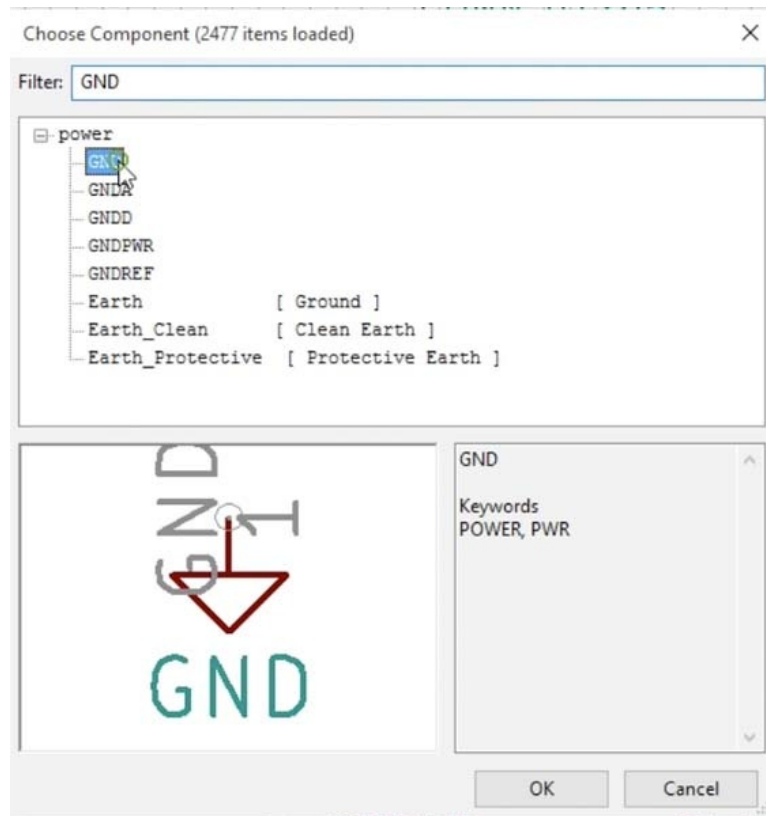 Choose Component (2477 items loaded)
Filter: GND
power
GND
GNDA
GNDD
GNDPWR
GNDREF
Earth [ Ground ]
Earth_Clean [ Clean Earth ]
Earth_Protective [ Protective Earth ]
GND
1
GND
GND
Keywords
POWER, PWR
OK Cancel